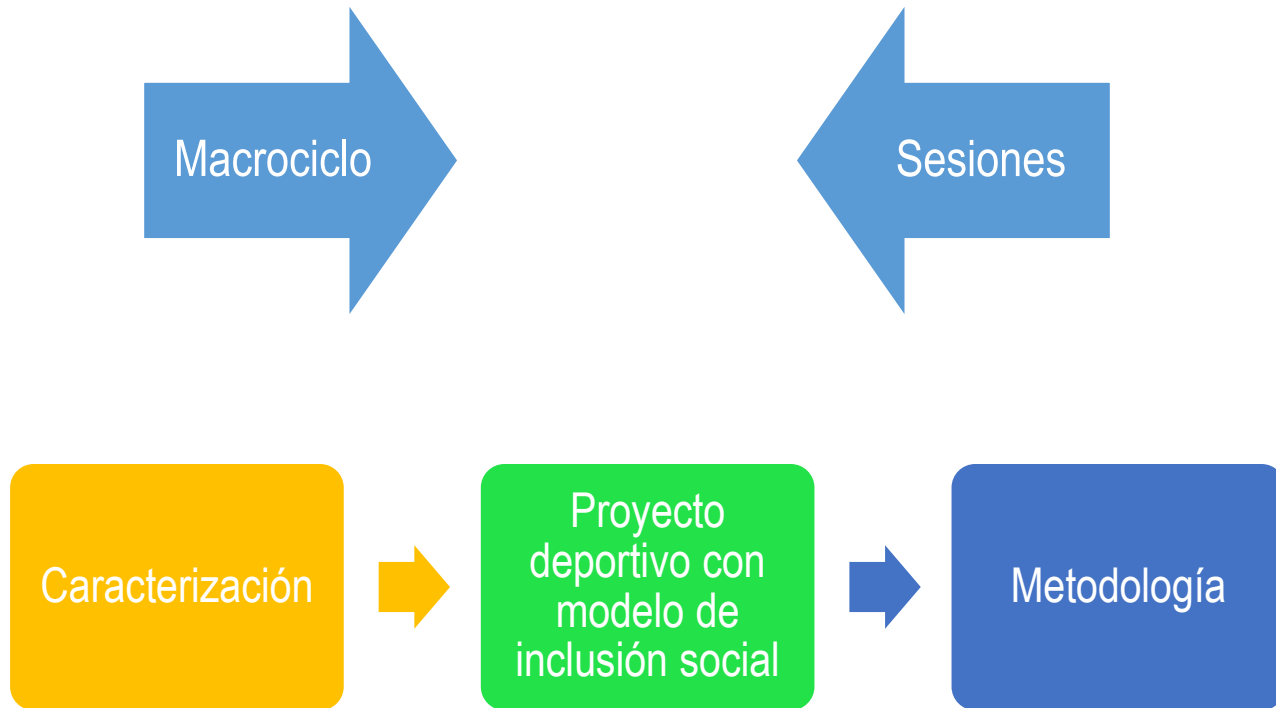 Macrociclo
Sesiones
Caracterización
Proyecto
deportivo con
modelo de
inclusión social
Metodología